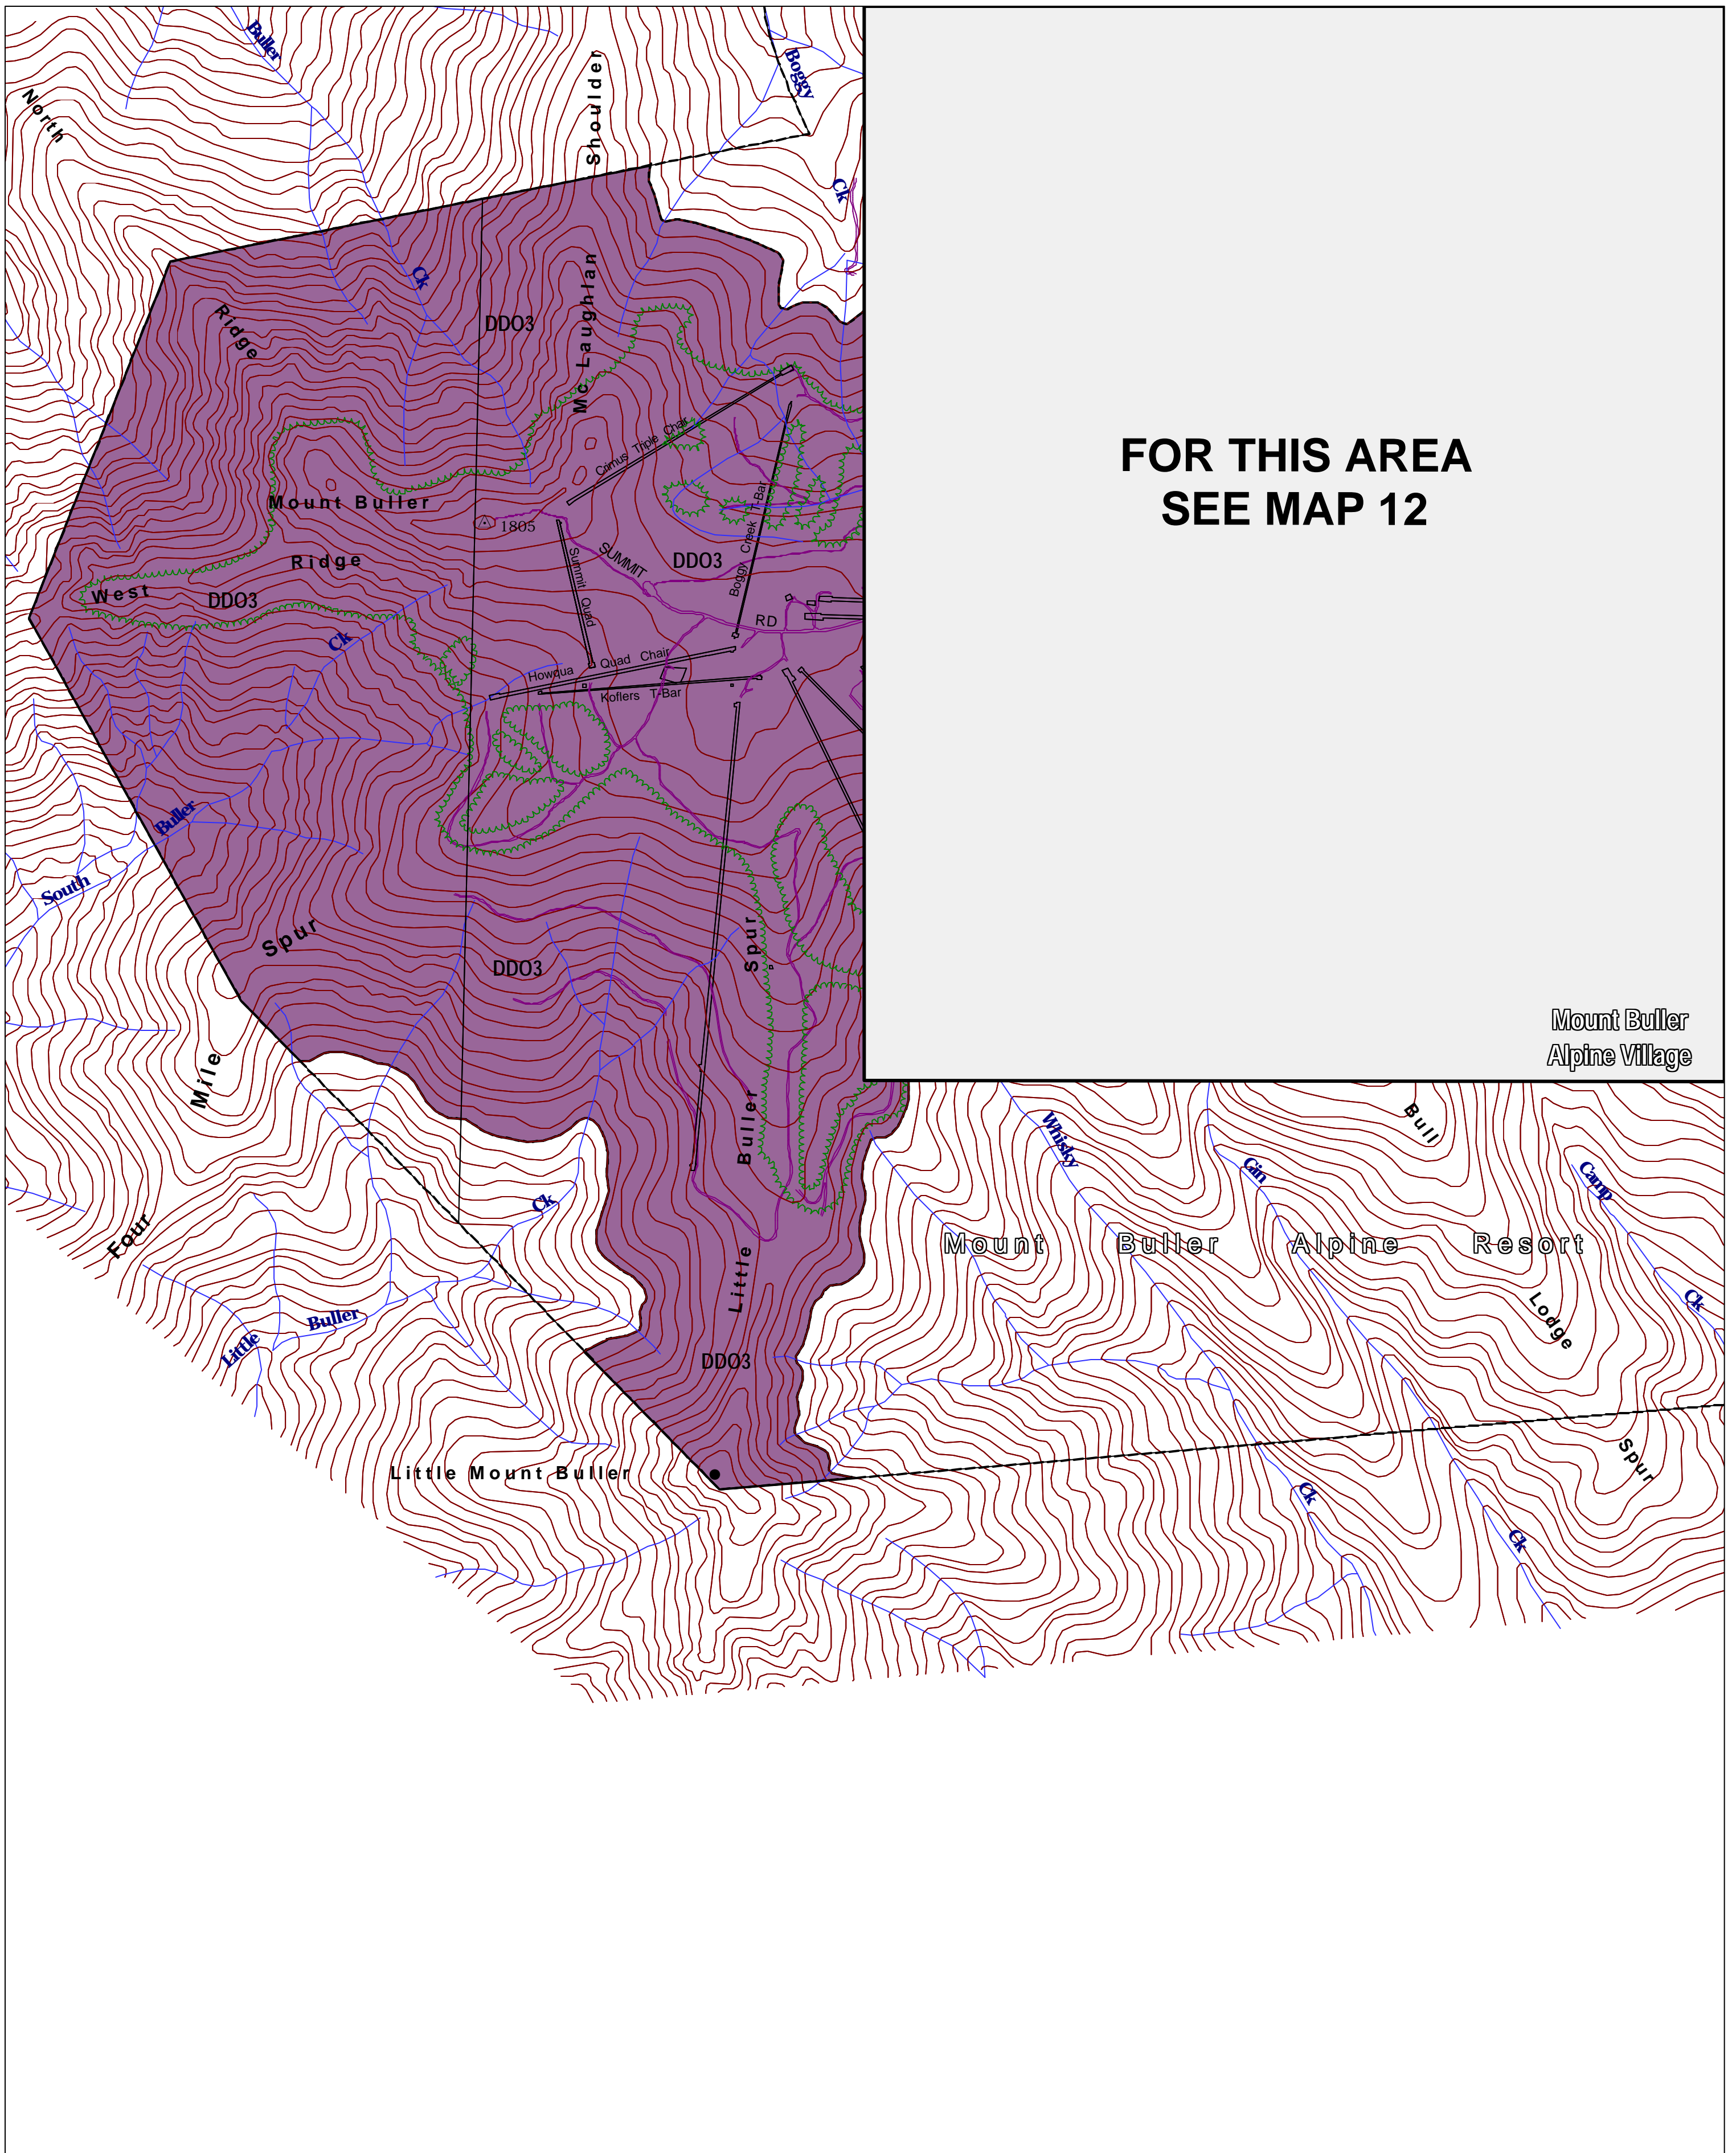 Buller
Boggy
North
Shoulder
Ck
Ck
Mc Laughlan
Ridge
DDO3
FOR THIS AREA
SEE MAP 12
Crimus Triple Chair
Mount Buller
1805
Boggy Creek T-Bar
SUMMIT
Summit Quad
DDO3
Ridge
West
DDO3
RD
Ck
Howqua Quad Chair
Koflers T-Bar
Buller
South
Spur
Spur
DDO3
Mount Buller
Alpine Village
Mile
Buller
Bull
Whisky
Gin
Camp
Ck
Four
Mount Buller Alpine Resort
Little
Ck
Lodge
Buller
Little
DDO3
Spur
Little Mount Buller
Ck
Ck